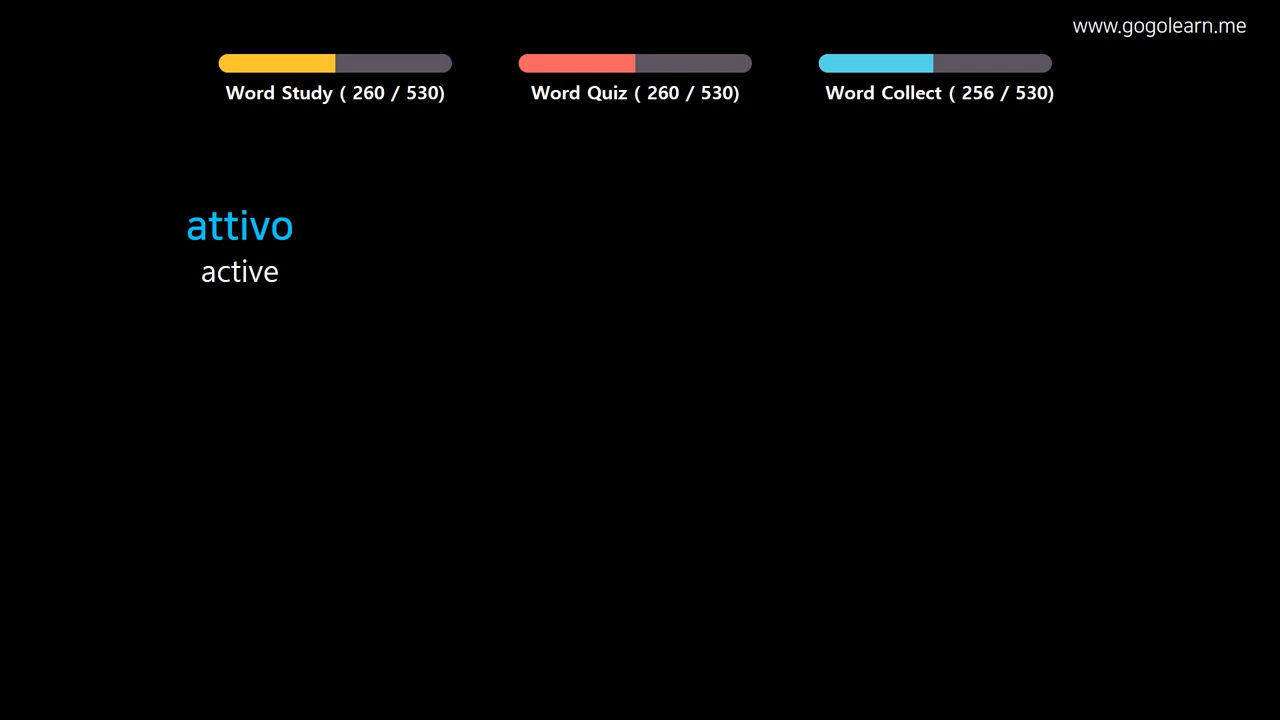 www.gogolearn.me
Word Study ( 260 / 530)
Word Quiz ( 260 / 530)
Word Collect ( 256 / 530)
attivo
active